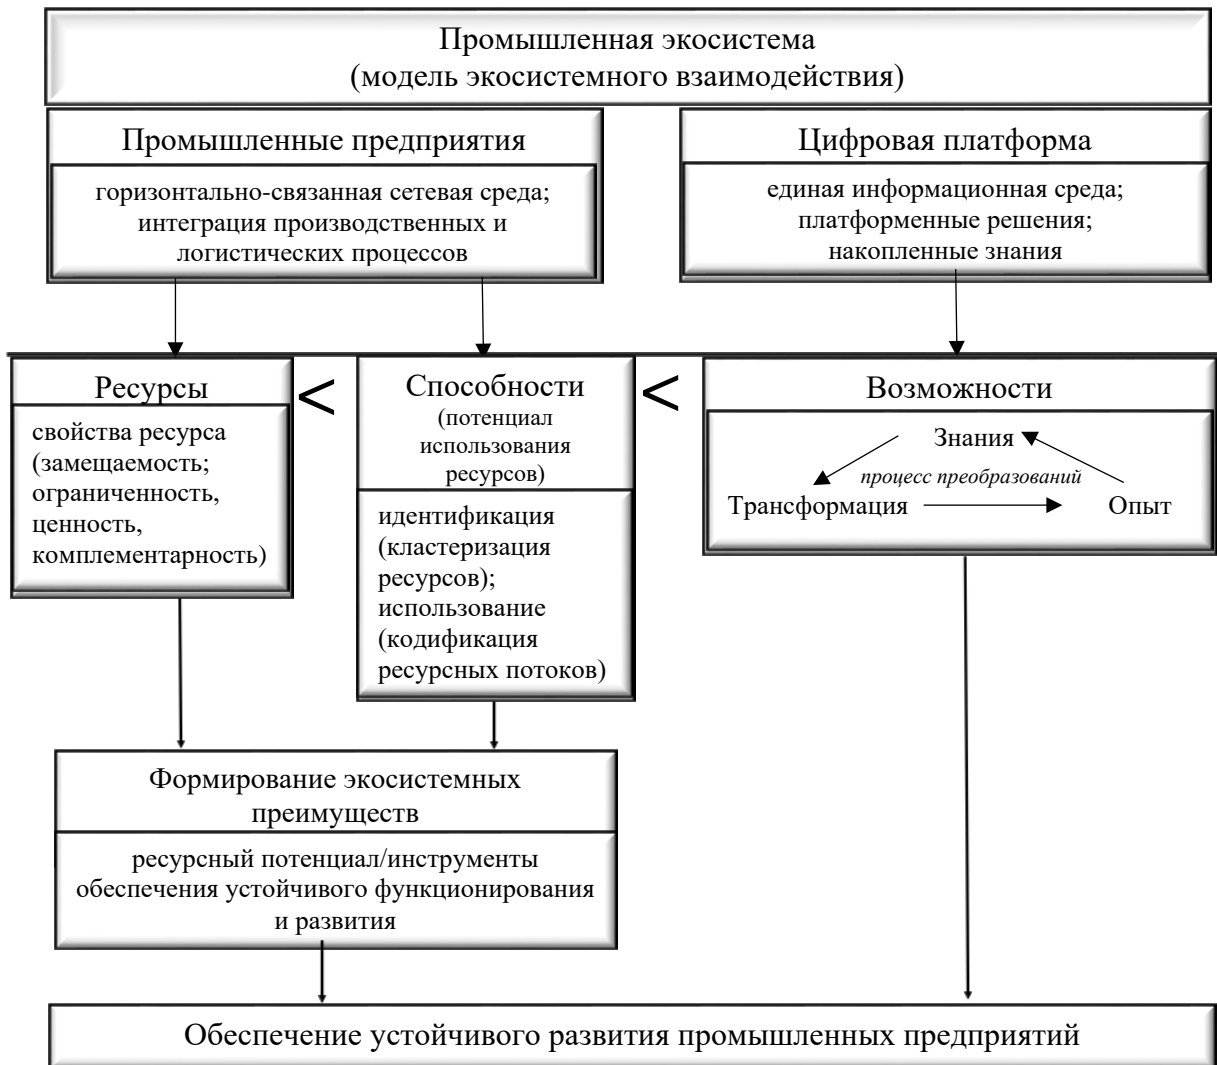 Промышленная экосистема
(модель экосистемного взаимодействия)
Промышленные предприятия
горизонтально-связанная сетевая среда;
интеграция производственных и
логистических процессов
Цифровая платформа
единая информационная среда;
платформенные решения;
накопленные знания
Ресурсы
свойства ресурса
(замещаемость;
ограниченность,
ценность,
комплементарность)
<
Способности
(потенциал
использования
ресурсов)
идентификация
(кластеризация
ресурсов);
использование
(кодификация
ресурсных потоков)
<
Возможности
Знания
процесс преобразований
Трансформация
Опыт
Формирование экосистемных
преимуществ
ресурсный потенциал/инструменты
обеспечения устойчивого функционирования
и развития
Обеспечение устойчивого развития промышленных предприятий